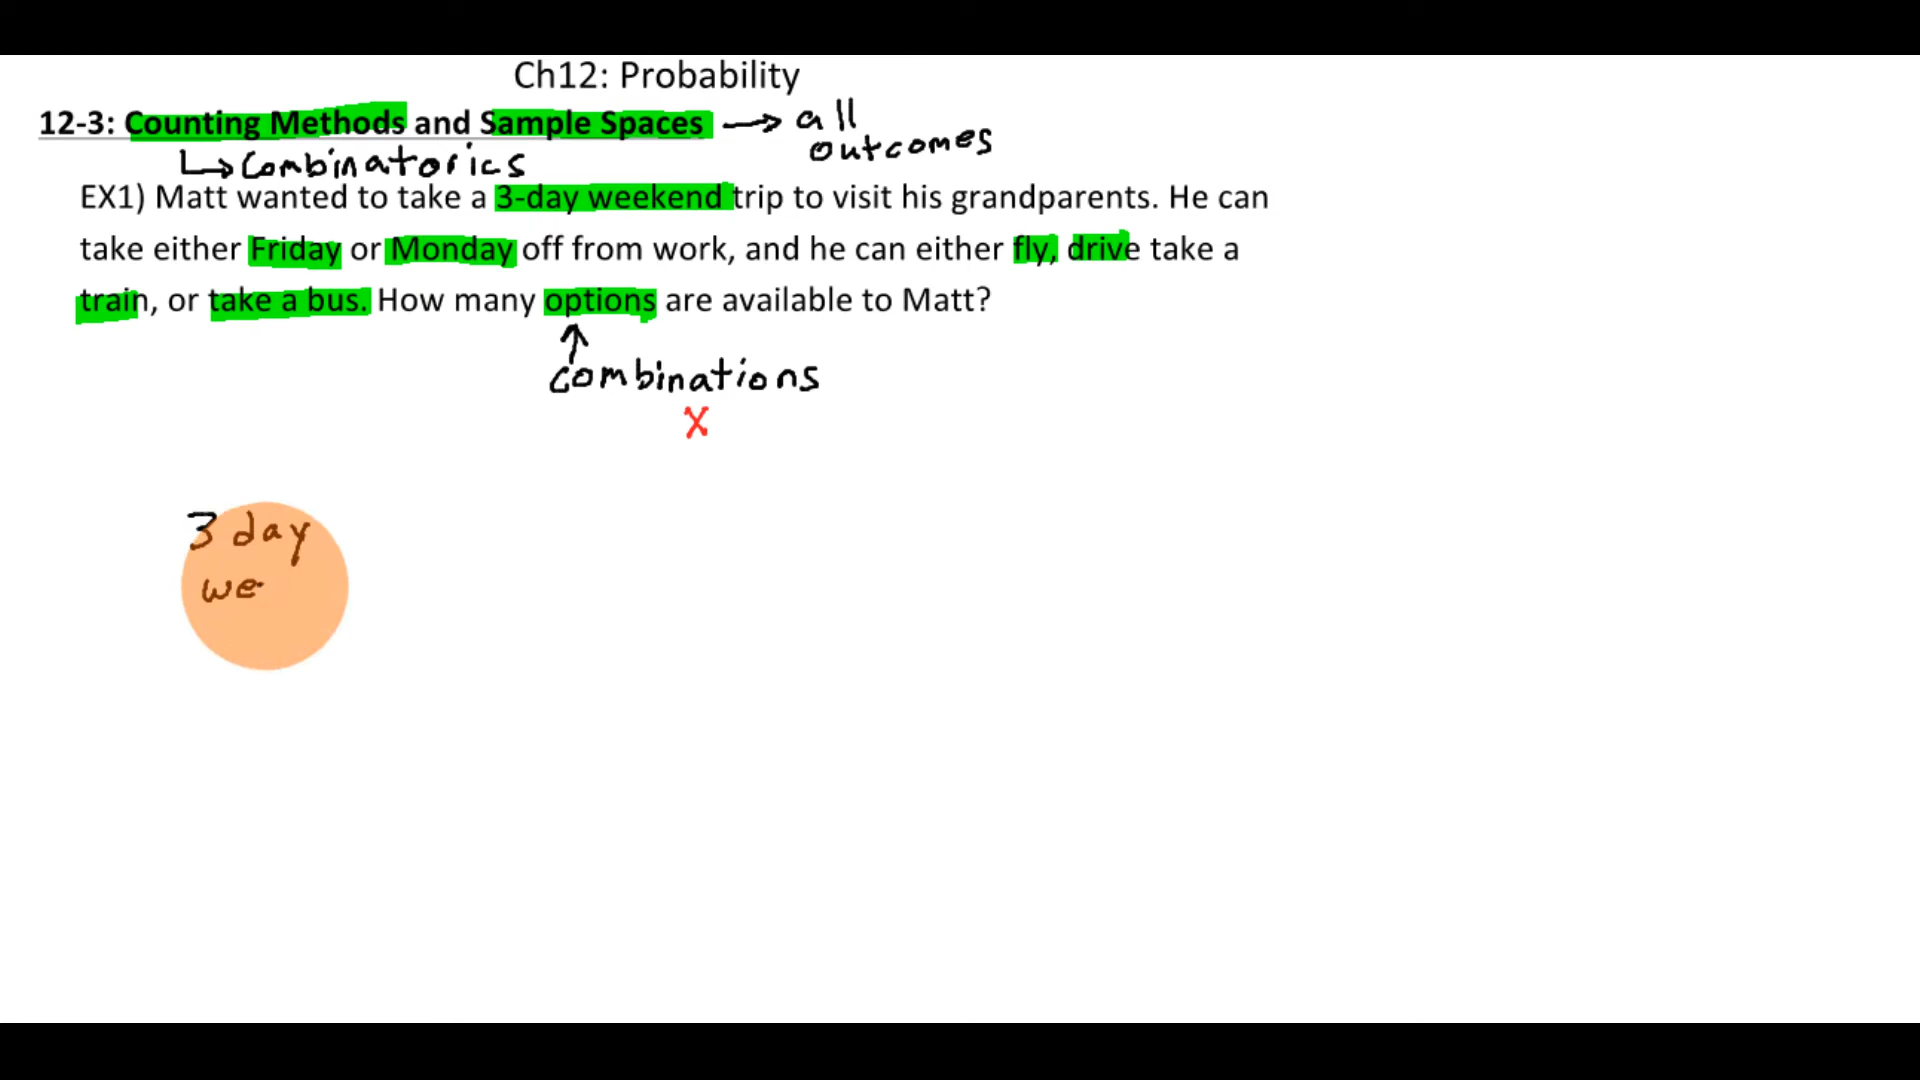 Ch12: Probability
12-3: Counting Methods and Sample Spaces → all
outcomes
↳ Combinatorics
EX1) Matt wanted to take a 3-day weekend trip to visit his grandparents. He can
take either Friday or Monday off from work, and he can either fly, drive take a
train, or take a bus. How many options are available to Matt?
↑
combinations
X
3 day
we